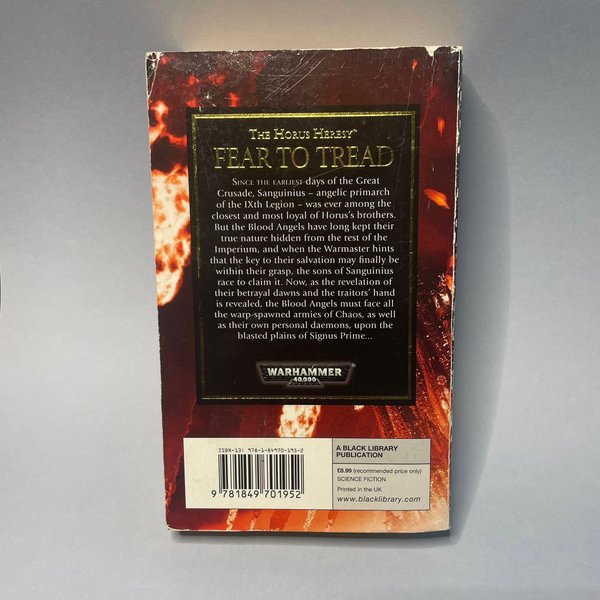 THE HORUS HERESY™
FEAR TO TREAD
SINCE THE EARLIEST days of the Great
Crusade, Sanguinius – angelic primarch
of the IXth Legion – was ever among the
closest and most loyal of Horus's brothers.
But the Blood Angels have long kept their
true nature hidden from the rest of the
Imperium, and when the Warmaster hints
that the key to their salvation may finally be
within their grasp, the sons of Sanguinius
race to claim it. Now, as the revelation of
their betrayal dawns and the traitors' hand
is revealed, the Blood Angels must face all
the warp-spawned armies of Chaos, as well
as their own personal daemons, upon the
blasted plains of Signus Prime...
WARHAMMER®
40,000
ISBN-13: 978-1-84970-195-2
9 781849 701952
A BLACK LIBRARY
PUBLICATION
£8.99 (recommended price only)
SCIENCE FICTION
Printed in the UK
www.blacklibrary.com